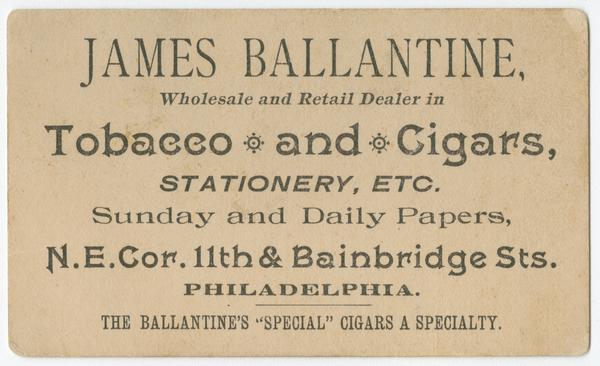 JAMES BALLANTINE,
Wholesale and Retail Dealer in
Tobacco and Cigars,
STATIONERY, ETC.
Sunday and Daily Papers,
N.E. Cor. 11th & Bainbridge Sts.
PHILADELPHIA.
THE BALLANTINE'S "SPECIAL" CIGARS A SPECIALTY.